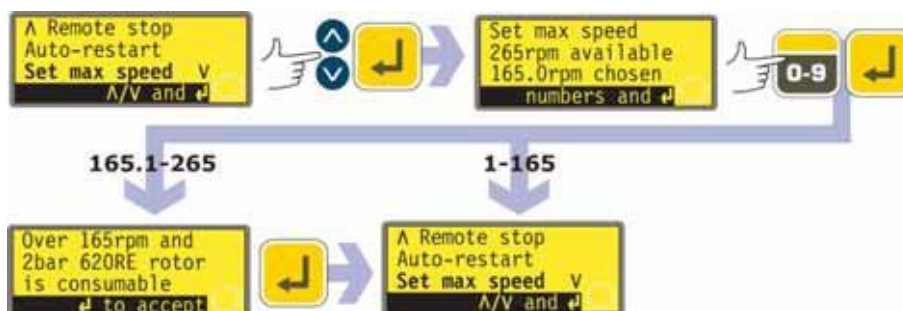 Λ Remote stop
Auto-restart
Set max speed V
Λ/V and ↲
Set max speed
265rpm available
165.0rpm chosen
numbers and ↲
0-9
165.1-265
1-165
Over 165rpm and
2bar 620RE rotor
is consumable
↲ to accept
Λ Remote stop
Auto-restart
Set max speed V
Λ/V and ↲